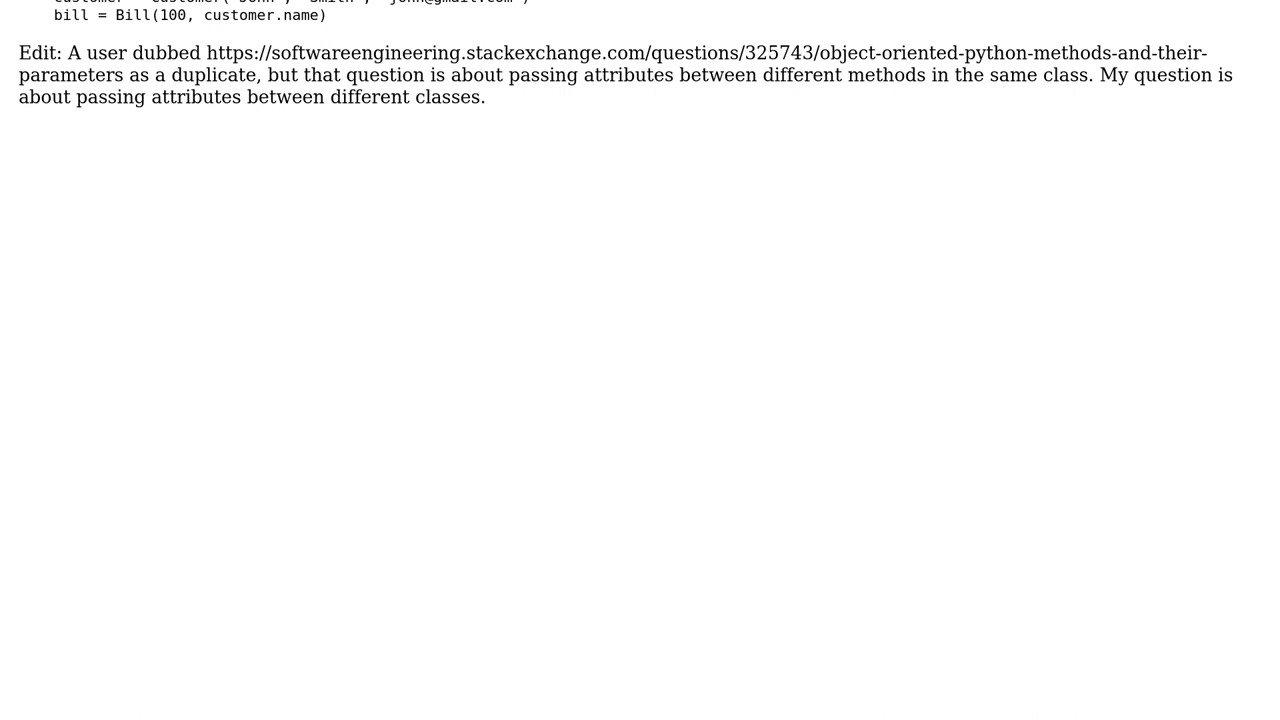 bill = Bill(100, customer.name)
Edit: A user dubbed https://softwareengineering.stackexchange.com/questions/325743/object-oriented-python-methods-and-their-
parameters as a duplicate, but that question is about passing attributes between different methods in the same class. My question is
about passing attributes between different classes.